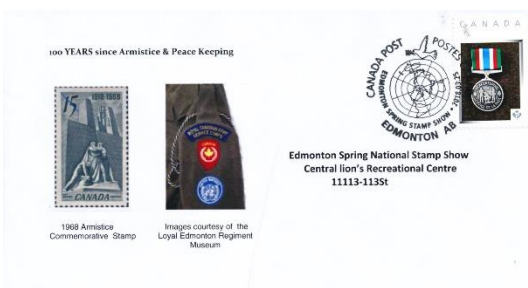 100 YEARS since Armistice & Peace Keeping
15
1918-1968
CANADA
1968 Armistice
Commemorative Stamp
Images courtesy of the
Loyal Edmonton Regiment
Museum
CANADA POST
POSTES
EDMONTON SPRING STAMP SHOW
EDMONTON AB
CANADA
P
Edmonton Spring National Stamp Show
Central lion's Recreational Centre
11113-113St